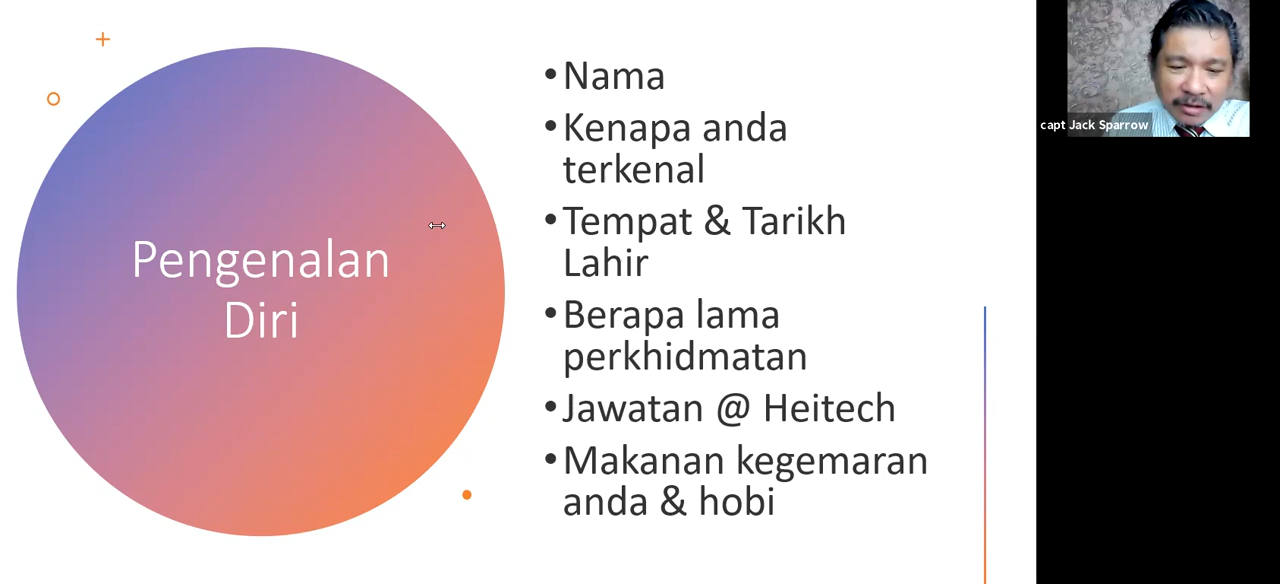 Pengenalan
Diri
•Nama
•Kenapa anda
terkenal
•Tempat & Tarikh
Lahir
•Berapa lama
perkhidmatan
•Jawatan @ Heitech
•Makanan kegemaran
anda & hobi
capt Jack Sparrow